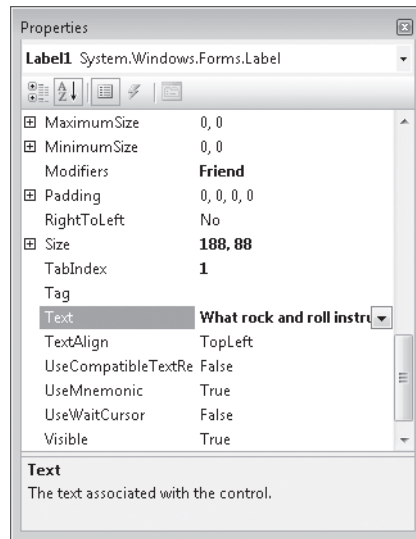 Properties
Label1 System.Windows.Forms.Label
MaximumSize 0, 0
MinimumSize 0, 0
Modifiers Friend
Padding 0, 0, 0, 0
RightToLeft No
Size 188, 88
TabIndex 1
Tag
Text What rock and roll instru
TextAlign TopLeft
UseCompatibleTextRe False
UseMnemonic True
UseWaitCursor False
Visible True
Text
The text associated with the control.